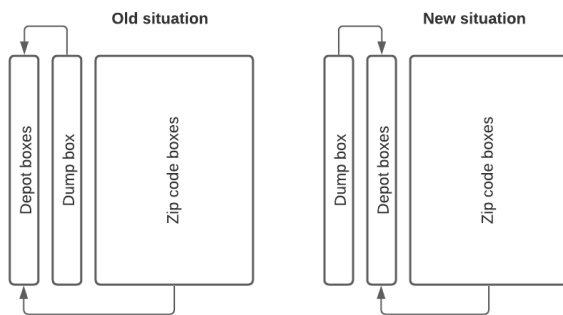 Old situation
New situation
Depot boxes
Dump box
Zip code boxes
Dump box
Depot boxes
Zip code boxes